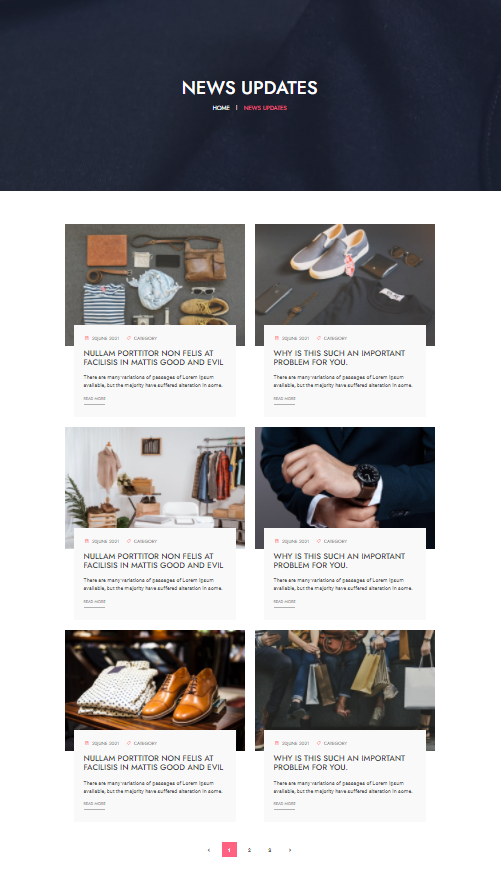 NEWS UPDATES
HOME | NEWS UPDATES
20JUNE 2021 CATEGORY
NULLAM PORTTITOR NON FELIS AT
FACILISIS IN MATTIS GOOD AND EVIL
There are many variations of passages of Lorem Ipsum
available, but the majority have suffered alteration in some.
READ MORE
20JUNE 2021 CATEGORY
WHY IS THIS SUCH AN IMPORTANT
PROBLEM FOR YOU.
There are many variations of passages of Lorem Ipsum
available, but the majority have suffered alteration in some.
READ MORE
20JUNE 2021 CATEGORY
NULLAM PORTTITOR NON FELIS AT
FACILISIS IN MATTIS GOOD AND EVIL
There are many variations of passages of Lorem Ipsum
available, but the majority have suffered alteration in some.
READ MORE
20JUNE 2021 CATEGORY
WHY IS THIS SUCH AN IMPORTANT
PROBLEM FOR YOU.
There are many variations of passages of Lorem Ipsum
available, but the majority have suffered alteration in some.
READ MORE
20JUNE 2021 CATEGORY
NULLAM PORTTITOR NON FELIS AT
FACILISIS IN MATTIS GOOD AND EVIL
There are many variations of passages of Lorem Ipsum
available, but the majority have suffered alteration in some.
READ MORE
20JUNE 2021 CATEGORY
WHY IS THIS SUCH AN IMPORTANT
PROBLEM FOR YOU.
There are many variations of passages of Lorem Ipsum
available, but the majority have suffered alteration in some.
READ MORE
‹ 1 2 3 ›